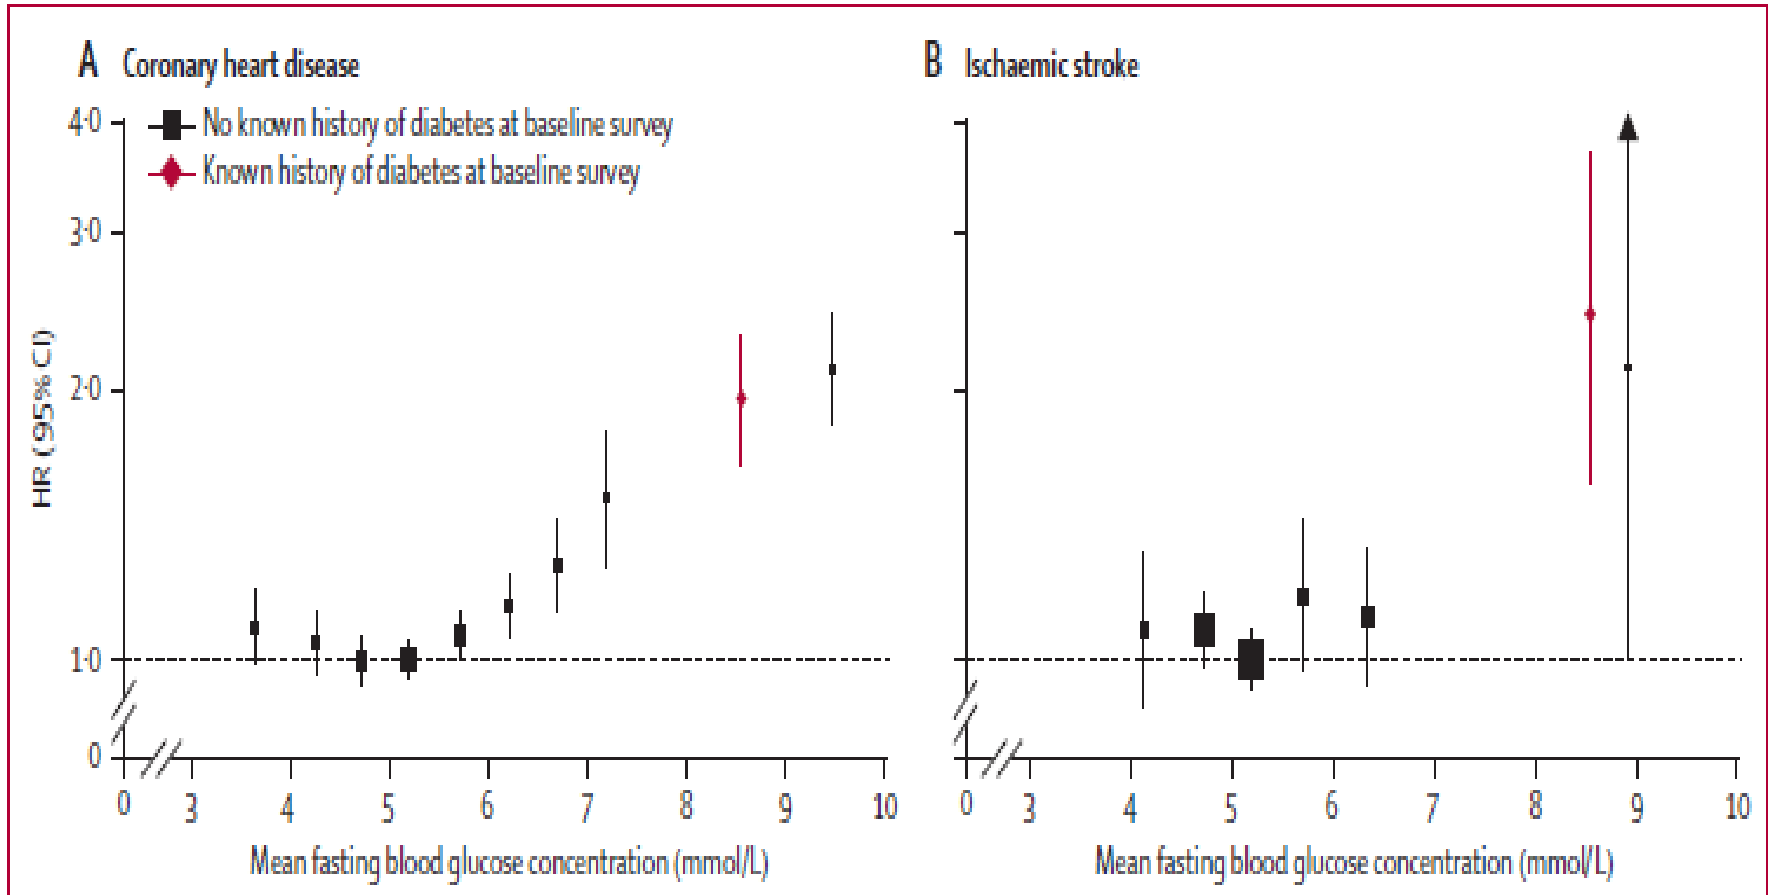 A Coronary heart disease
No known history of diabetes at baseline survey
Known history of diabetes at baseline survey
HR (95% CI)
4·0
3·0
2·0
1·0
0
0 3 4 5 6 7 8 9 10
Mean fasting blood glucose concentration (mmol/L)
B Ischaemic stroke
0 3 4 5 6 7 8 9 10
Mean fasting blood glucose concentration (mmol/L)